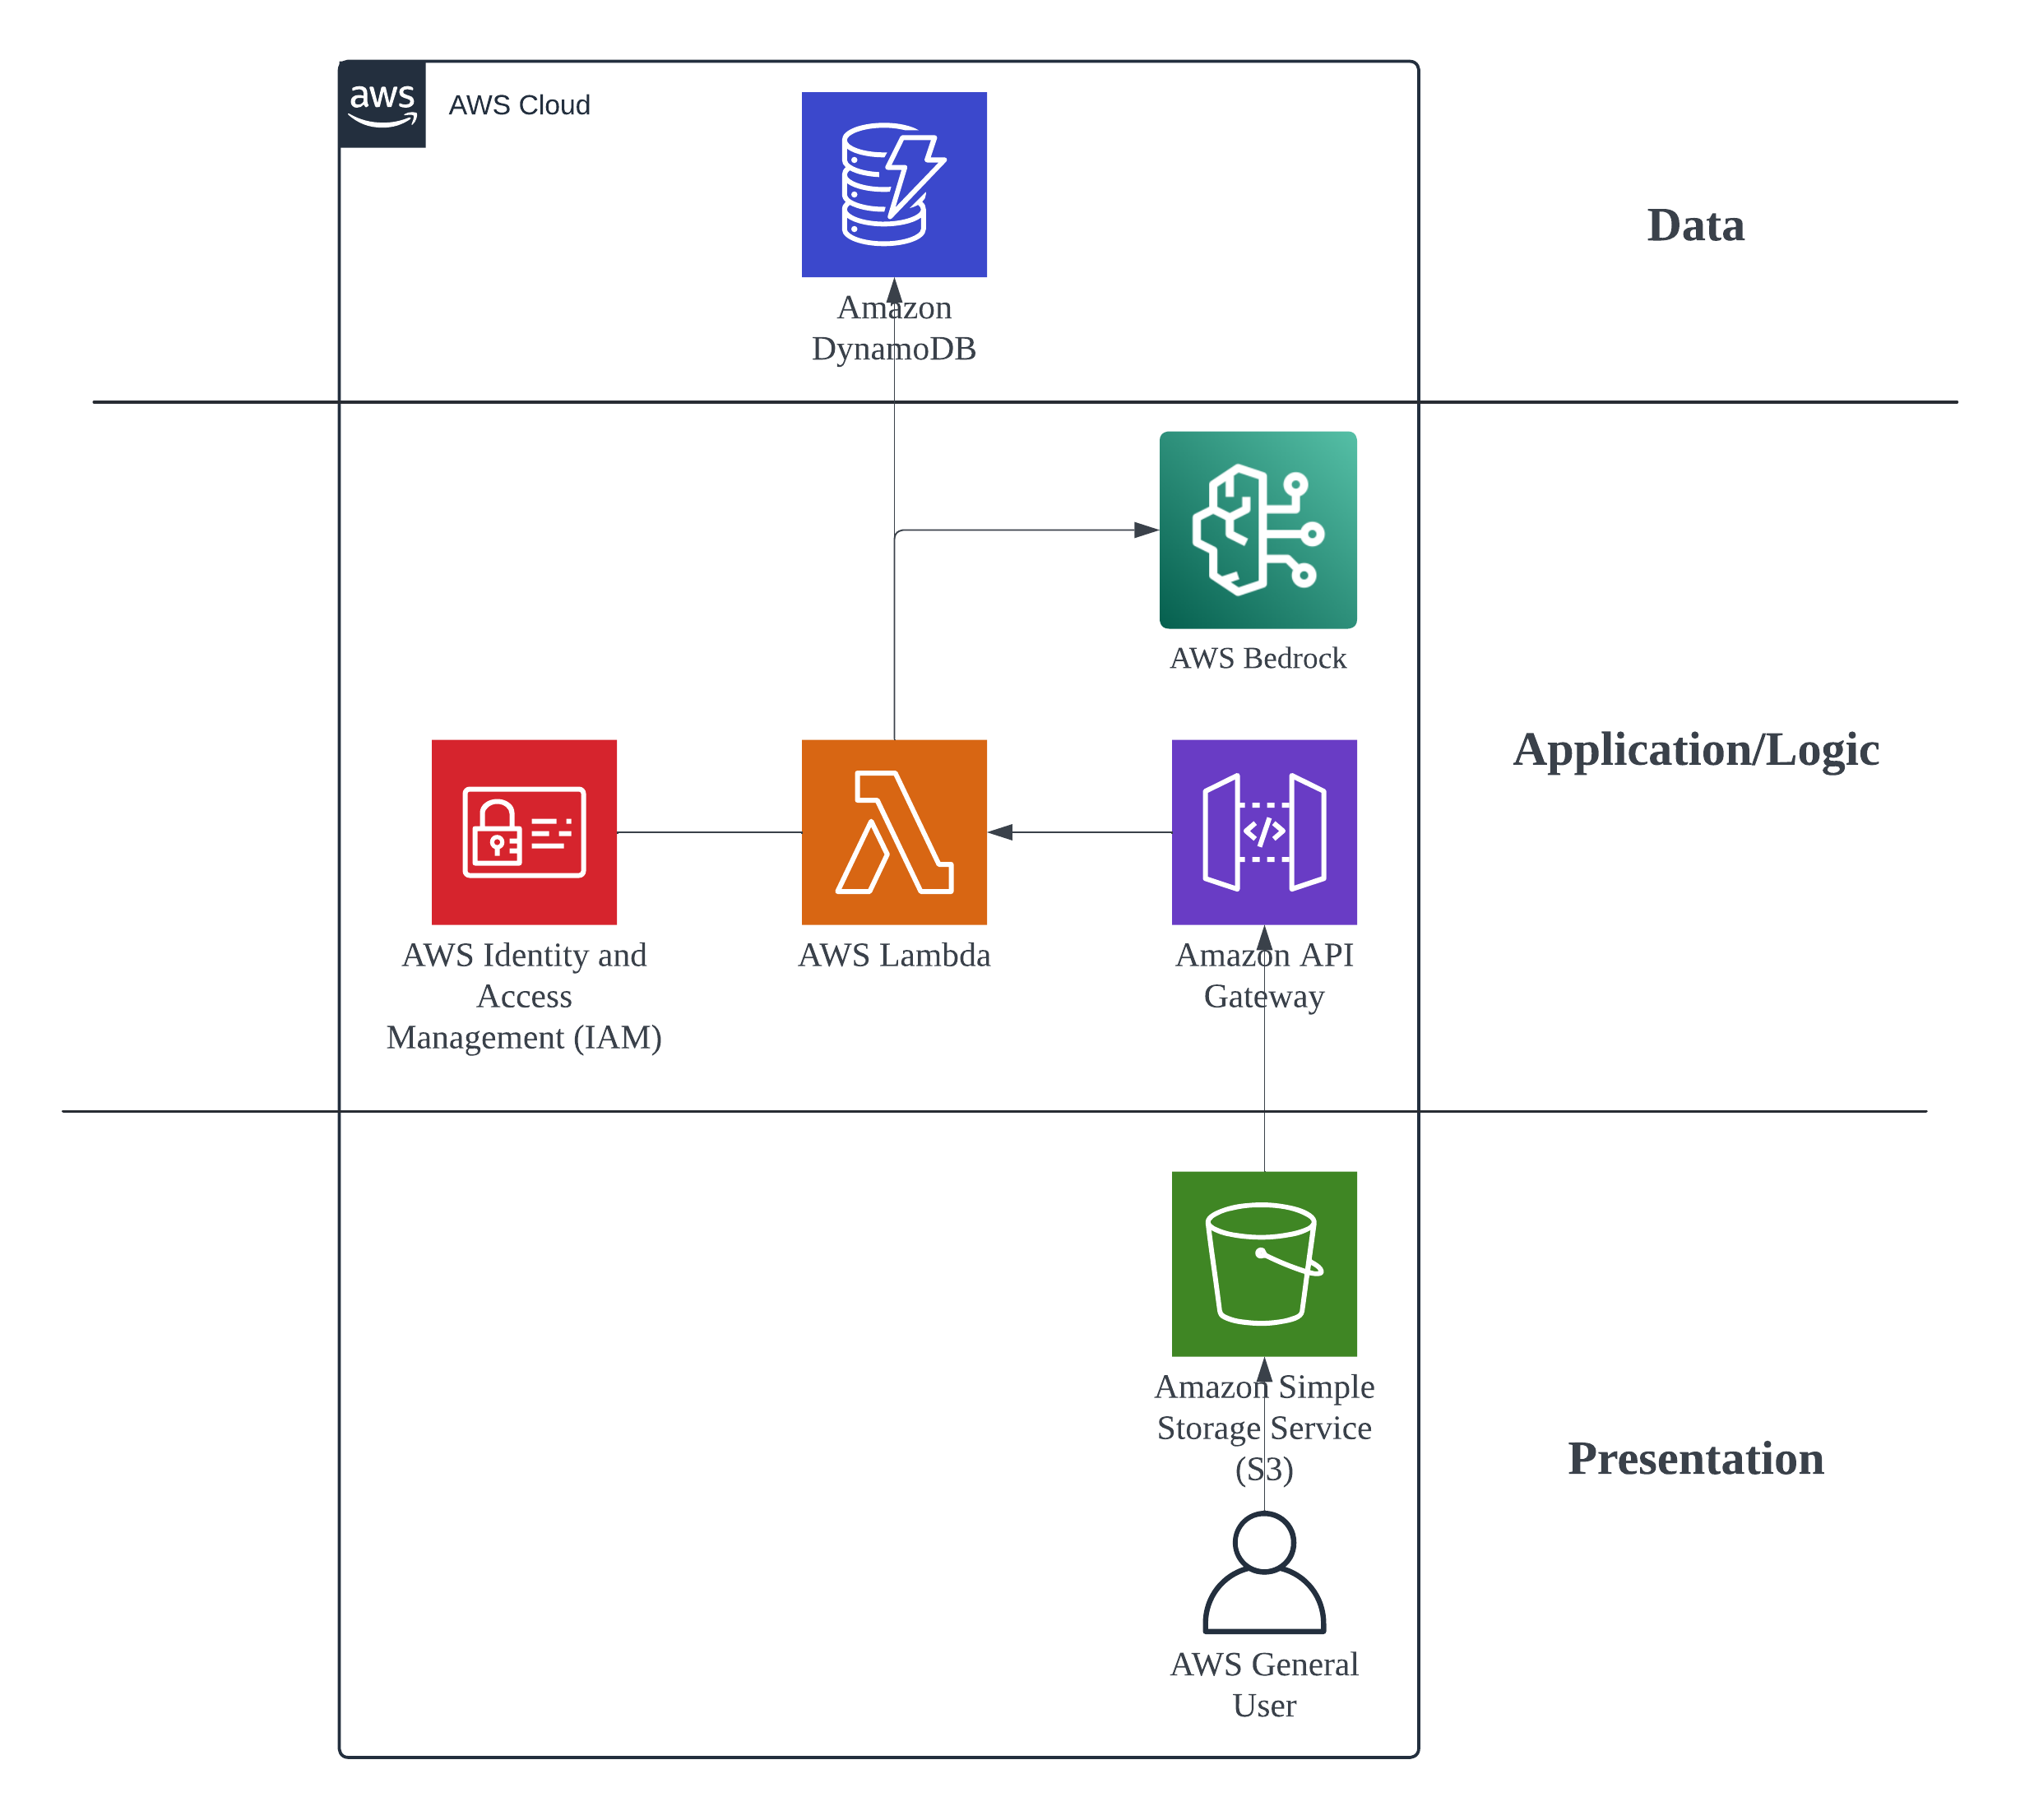 aws
AWS Cloud
Amazon
DynamoDB
Data
AWS Bedrock
Application/Logic
AWS Identity and
Access
Management (IAM)
AWS Lambda
Amazon API
Gateway
Amazon Simple
Storage Service
(S3)
Presentation
AWS General
User